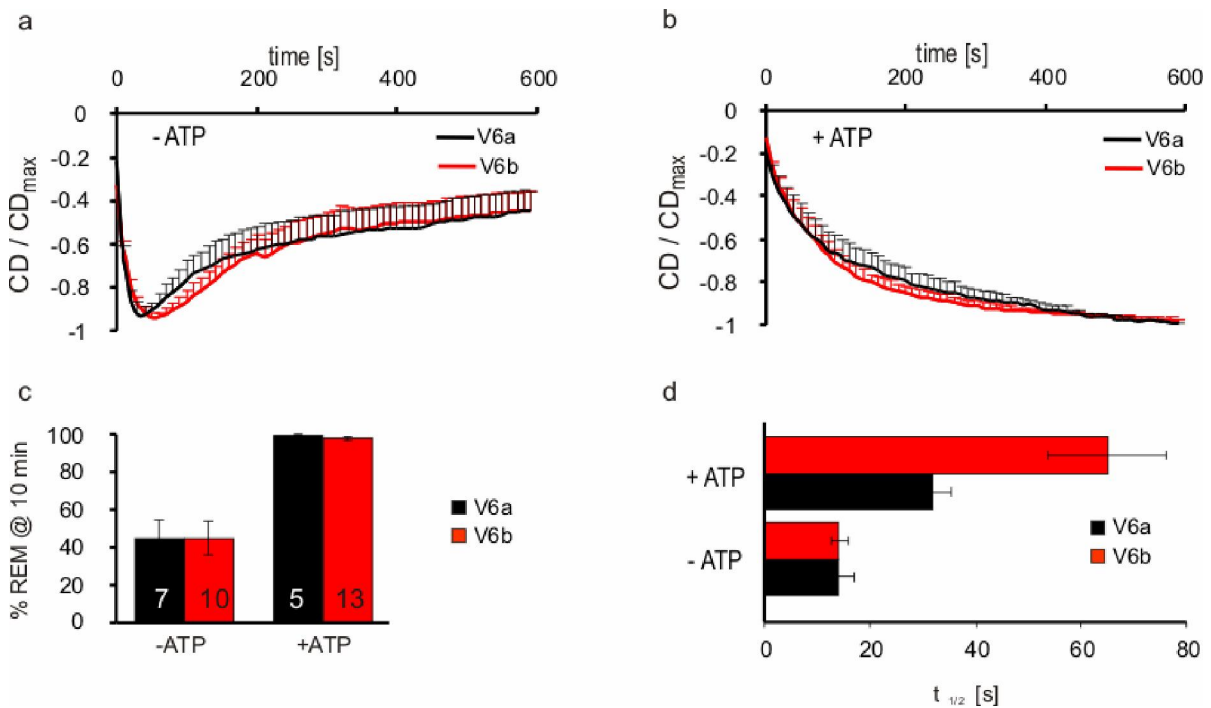 a
time [s]
0 200 400 600
0
-0.2
-0.4
-0.6
-0.8
-1
CD / CDmax
- ATP
V6a
V6b
b
time [s]
0 200 400 600
0
-0.2
-0.4
-0.6
-0.8
-1
CD / CDmax
+ ATP
V6a
V6b
c
% REM @ 10 min
100
80
60
40
20
0
7 10 5 13
-ATP +ATP
V6a
V6b
d
+ ATP
- ATP
V6a
V6b
0 20 40 60 80
t 1/2 [s]